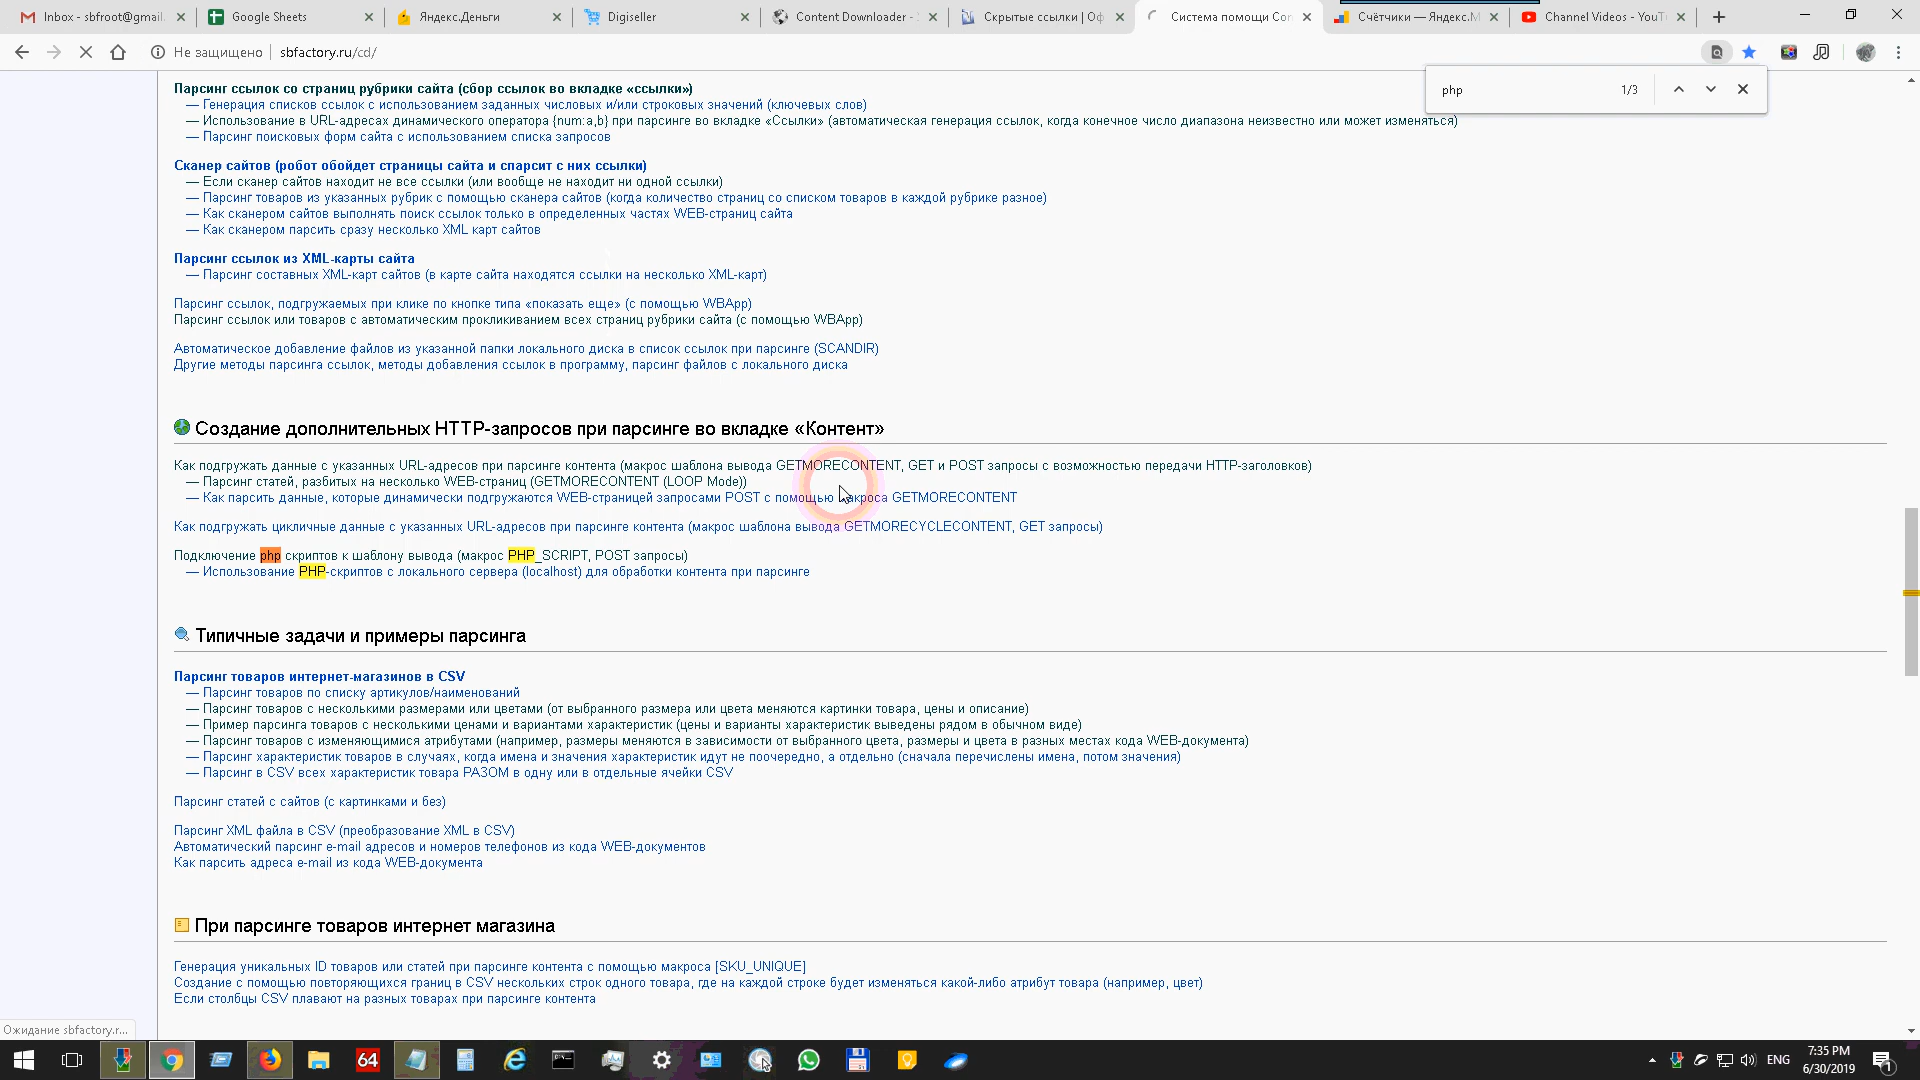 Inbox - sbfroot@gmail.
Google Sheets
Яндекс.Деньги
Digiseller
Content Downloader -
Скрытые ссылки | Оф
Система помощи Con
Счётчики — Яндекс.М
Channel Videos - YouT
Не защищено
sbfactory.ru/cd/
php
1/3
Парсинг ссылок со страниц рубрики сайта (сбор ссылок во вкладке «ссылки»)
— Генерация списков ссылок с использованием заданных числовых и/или строковых значений (ключевых слов)
— Использование в URL-адресах динамического оператора {num:a,b} при парсинге во вкладке «Ссылки» (автоматическая генерация ссылок, когда конечное число диапазона неизвестно или может изменяться)
— Парсинг поисковых форм сайта с использованием списка запросов
Сканер сайтов (робот обойдет страницы сайта и спарсит с них ссылки)
— Если сканер сайтов находит не все ссылки (или вообще не находит ни одной ссылки)
— Парсинг товаров из указанных рубрик с помощью сканера сайтов (когда количество страниц со списком товаров в каждой рубрике разное)
— Как сканером сайтов выполнять поиск ссылок только в определенных частях WEB-страниц сайта
— Как сканером парсить сразу несколько XML карт сайтов
Парсинг ссылок из XML-карты сайта
— Парсинг составных XML-карт сайтов (в карте сайта находятся ссылки на несколько XML-карт)
Парсинг ссылок, подгружаемых при клике по кнопке типа «показать еще» (с помощью WBApp)
Парсинг ссылок или товаров с автоматическим прокликиванием всех страниц рубрики сайта (с помощью WBApp)
Автоматическое добавление файлов из указанной папки локального диска в список ссылок при парсинге (SCANDIR)
Другие методы парсинга ссылок, методы добавления ссылок в программу, парсинг файлов с локального диска
Создание дополнительных HTTP-запросов при парсинге во вкладке «Контент»
Как подгружать данные с указанных URL-адресов при парсинге контента (макрос шаблона вывода GETMORECONTENT, GET и POST запросы с возможностью передачи HTTP-заголовков)
— Парсинг статей, разбитых на несколько WEB-страниц (GETMORECONTENT (LOOP Mode))
— Как парсить данные, которые динамически подгружаются WEB-страницей запросами POST с помощью макроса GETMORECONTENT
Как подгружать цикличные данные с указанных URL-адресов при парсинге контента (макрос шаблона вывода GETMORECYCLECONTENT, GET запросы)
Подключение php скриптов к шаблону вывода (макрос PHP_SCRIPT, POST запросы)
— Использование PHP-скриптов с локального сервера (localhost) для обработки контента при парсинге
Типичные задачи и примеры парсинга
Парсинг товаров интернет-магазинов в CSV
— Парсинг товаров по списку артикулов/наименований
— Парсинг товаров с несколькими размерами или цветами (от выбранного размера или цвета меняются картинки товара, цены и описание)
— Пример парсинга товаров с несколькими ценами и вариантами характеристик (цены и варианты характеристик выведены рядом в обычном виде)
— Парсинг товаров с изменяющимися атрибутами (например, размеры меняются в зависимости от выбранного цвета, размеры и цвета в разных местах кода WEB-документа)
— Парсинг характеристик товаров в случаях, когда имена и значения характеристик идут не поочередно, а отдельно (сначала перечислены имена, потом значения)
— Парсинг в CSV всех характеристик товара РАЗОМ в одну или в отдельные ячейки CSV
Парсинг статей с сайтов (с картинками и без)
Парсинг XML файла в CSV (преобразование XML в CSV)
Автоматический парсинг e-mail адресов и номеров телефонов из кода WEB-документов
Как парсить адреса e-mail из кода WEB-документа
При парсинге товаров интернет магазина
Генерация уникальных ID товаров или статей при парсинге контента с помощью макроса [SKU_UNIQUE]
Создание с помощью повторяющихся границ в CSV нескольких строк одного товара, где на каждой строке будет изменяться какой-либо атрибут товара (например, цвет)
Если столбцы CSV плавают на разных товарах при парсинге контента
Ожидание sbfactory.r...
64
ENG
7:35 PM
6/30/2019
1